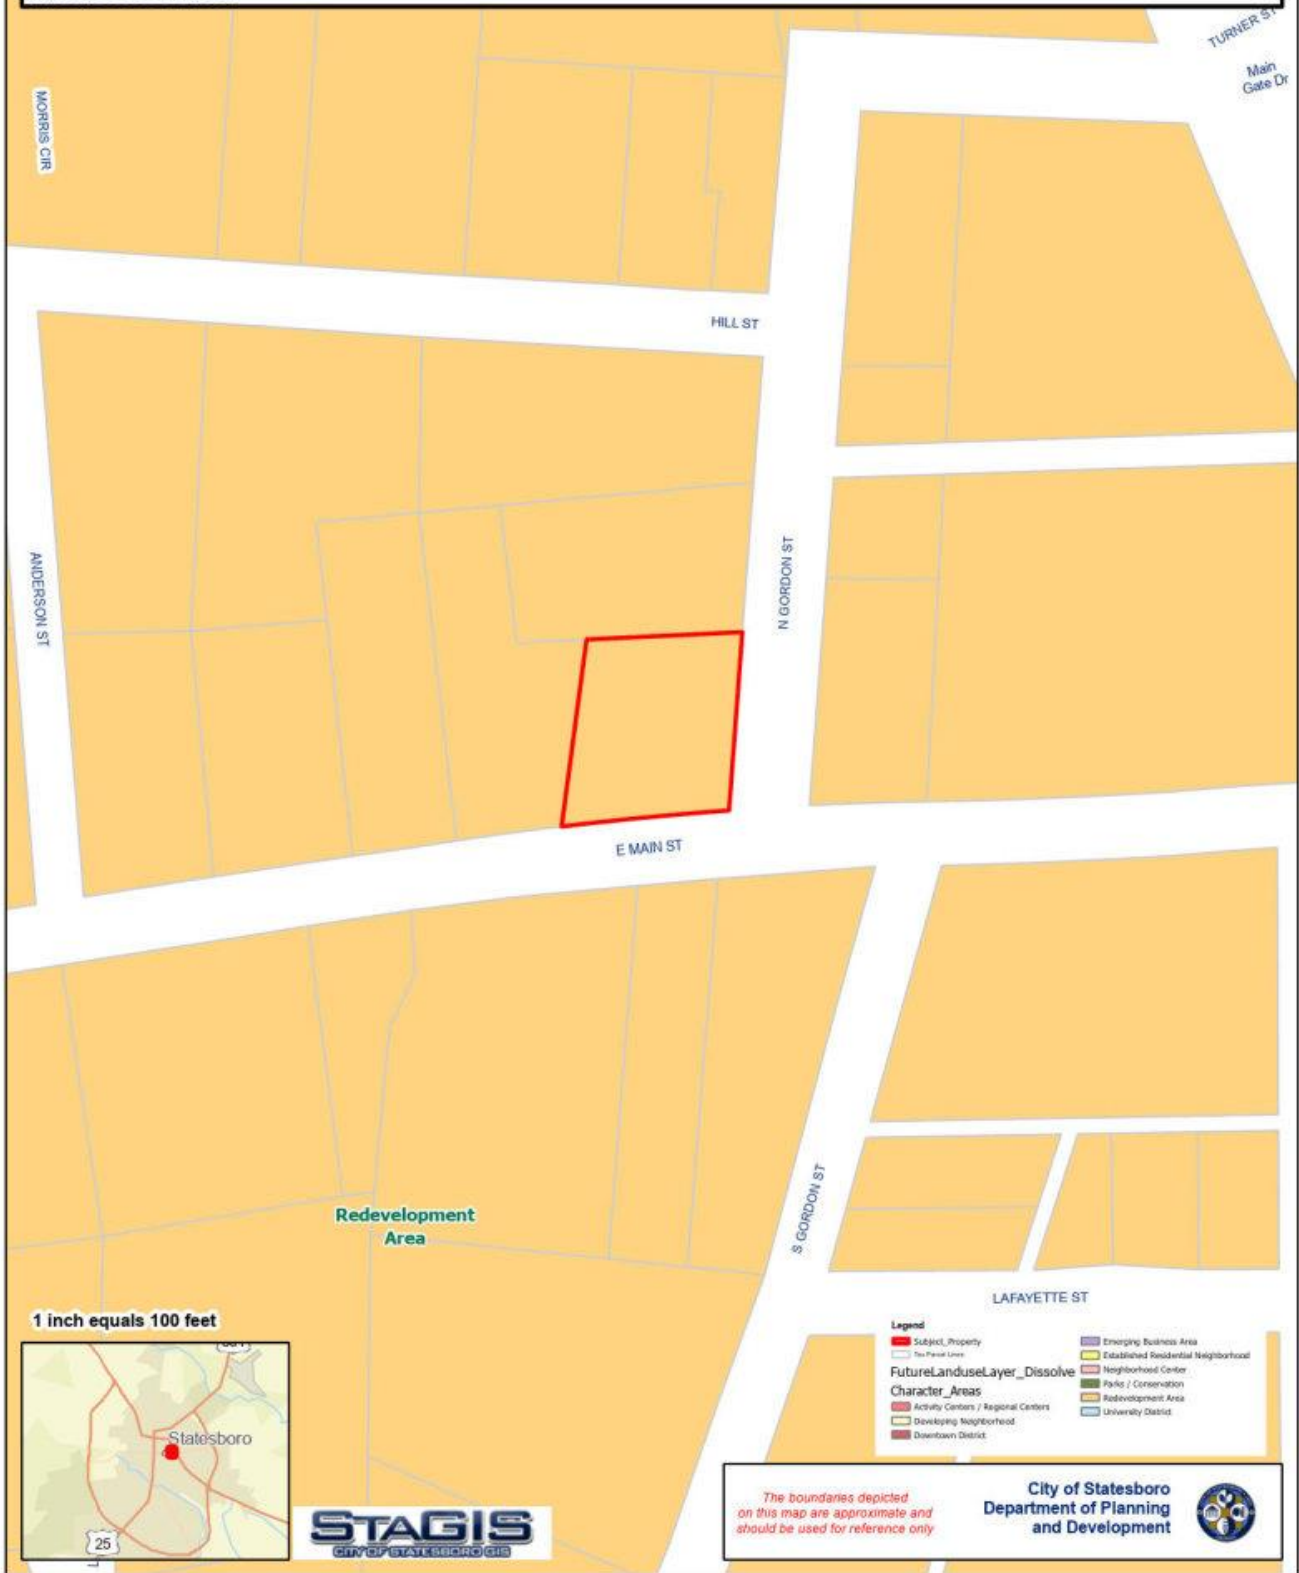 TURNER ST
Main
Gate Dr
MORRIS CIR
HILL ST
ANDERSON ST
N GORDON ST
E MAIN ST
S GORDON ST
Redevelopment
Area
LAFAYETTE ST
1 inch equals 100 feet
Statesboro
25
Legend
Subject_Property
Tax Parcel Lines
FutureLanduseLayer_Dissolve
Character_Areas
Activity Centers / Regional Centers
Developing Neighborhood
Downtown District
Emerging Business Area
Established Residential Neighborhood
Neighborhood Center
Parks / Conservation
Redevelopment Area
University District
STAGIS
CITY OF STATESBORO GIS
The boundaries depicted
on this map are approximate and
should be used for reference only
City of Statesboro
Department of Planning
and Development